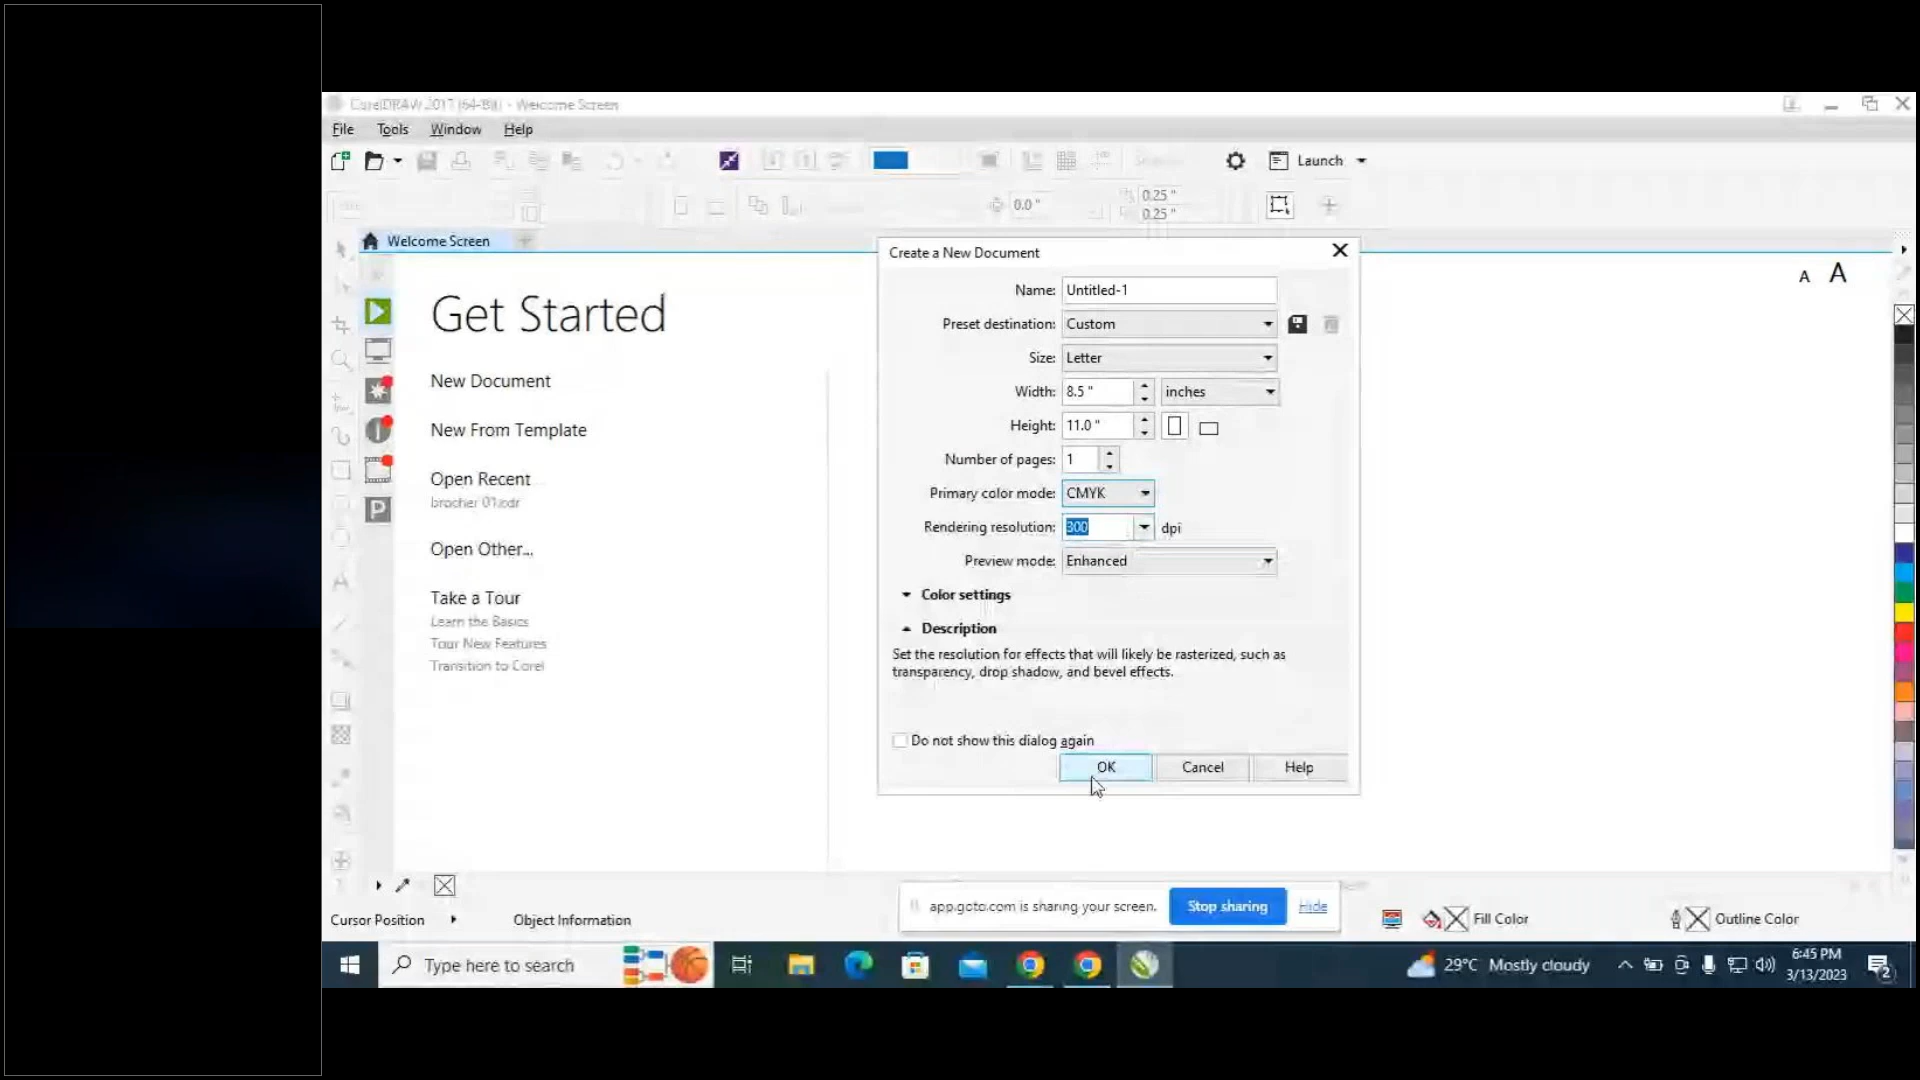 CorelDRAW 2017 (64-Bit) - Welcome Screen
File Tools Window Help
Launch
0.0 "
0.25 "
0.25 "
Welcome Screen
A A
Get Started
New Document
New From Template
Open Recent
brocher 01.cdr
Open Other...
Take a Tour
Learn the Basics
Tour New Features
Transition to Corel
P
Create a New Document
Name: Untitled-1
Preset destination: Custom
Size: Letter
Width: 8.5 " inches
Height: 11.0 "
Number of pages: 1
Primary color mode: CMYK
Rendering resolution: 300 dpi
Preview mode: Enhanced
Color settings
Description
Set the resolution for effects that will likely be rasterized, such as
transparency, drop shadow, and bevel effects.
Do not show this dialog again
OK Cancel Help
app.goto.com is sharing your screen. Stop sharing Hide
Cursor Position Object Information Fill Color Outline Color
Type here to search
29°C Mostly cloudy
6:45 PM
3/13/2023
2